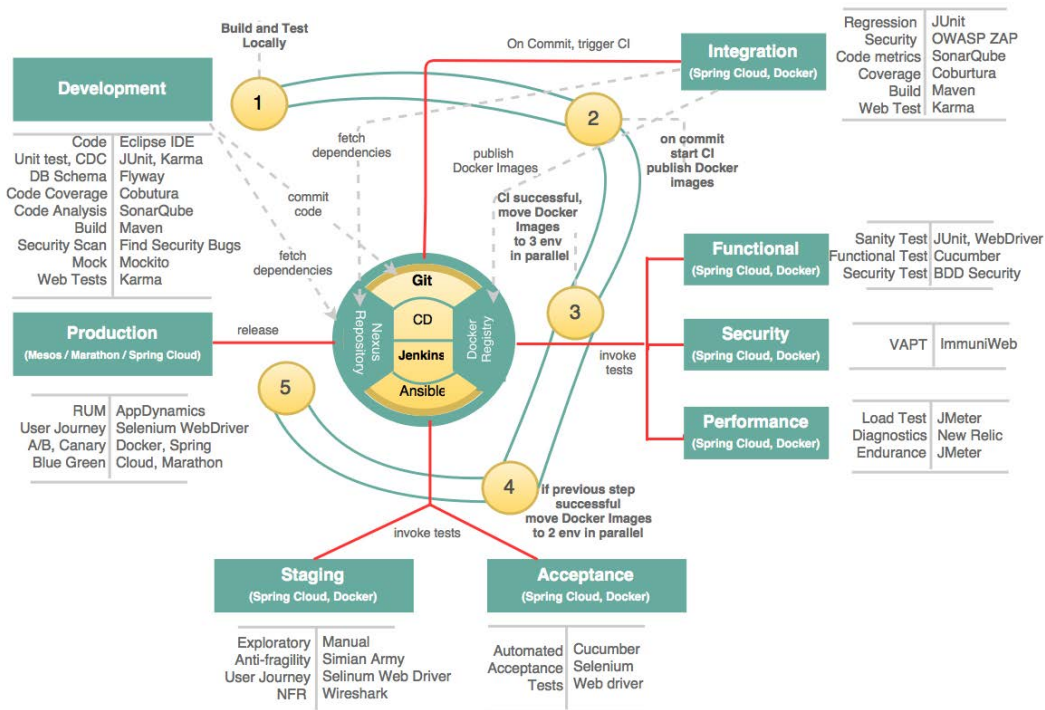 Build and Test
Locally
1
On Commit, trigger CI
Integration
(Spring Cloud, Docker)
Regression JUnit
Security OWASP ZAP
Code metrics SonarQube
Coverage Coburtura
Build Maven
Web Test Karma
Development
Code Eclipse IDE
Unit test, CDC JUnit, Karma
DB Schema Flyway
Code Coverage Cobutura
Code Analysis SonarQube
Build Maven
Security Scan Find Security Bugs
Mock Mockito
Web Tests Karma
2
on commit
start CI
publish Docker
images
fetch
dependencies
publish
Docker Images
commit
code
fetch
dependencies
CI successful,
move Docker
Images
to 3 env
in parallel
3
Git
CD
Jenkins
Ansible
Nexus
Repository
Docker
Registry
Functional
(Spring Cloud, Docker)
Sanity Test JUnit, WebDriver
Functional Test Cucumber
Security Test BDD Security
invoke
tests
Security
(Spring Cloud, Docker)
VAPT ImmuniWeb
Performance
(Spring Cloud, Docker)
Load Test JMeter
Diagnostics New Relic
Endurance JMeter
Production
(Mesos / Marathon / Spring Cloud)
release
RUM AppDynamics
User Journey Selenium WebDriver
A/B, Canary Docker, Spring
Blue Green Cloud, Marathon
5
4
if previous step
successful
move Docker Images
to 2 env in parallel
invoke tests
Staging
(Spring Cloud, Docker)
Exploratory Manual
Anti-fragility Simian Army
User Journey Selinum Web Driver
NFR Wireshark
Acceptance
(Spring Cloud, Docker)
Automated Cucumber
Acceptance Selenium
Tests Web driver